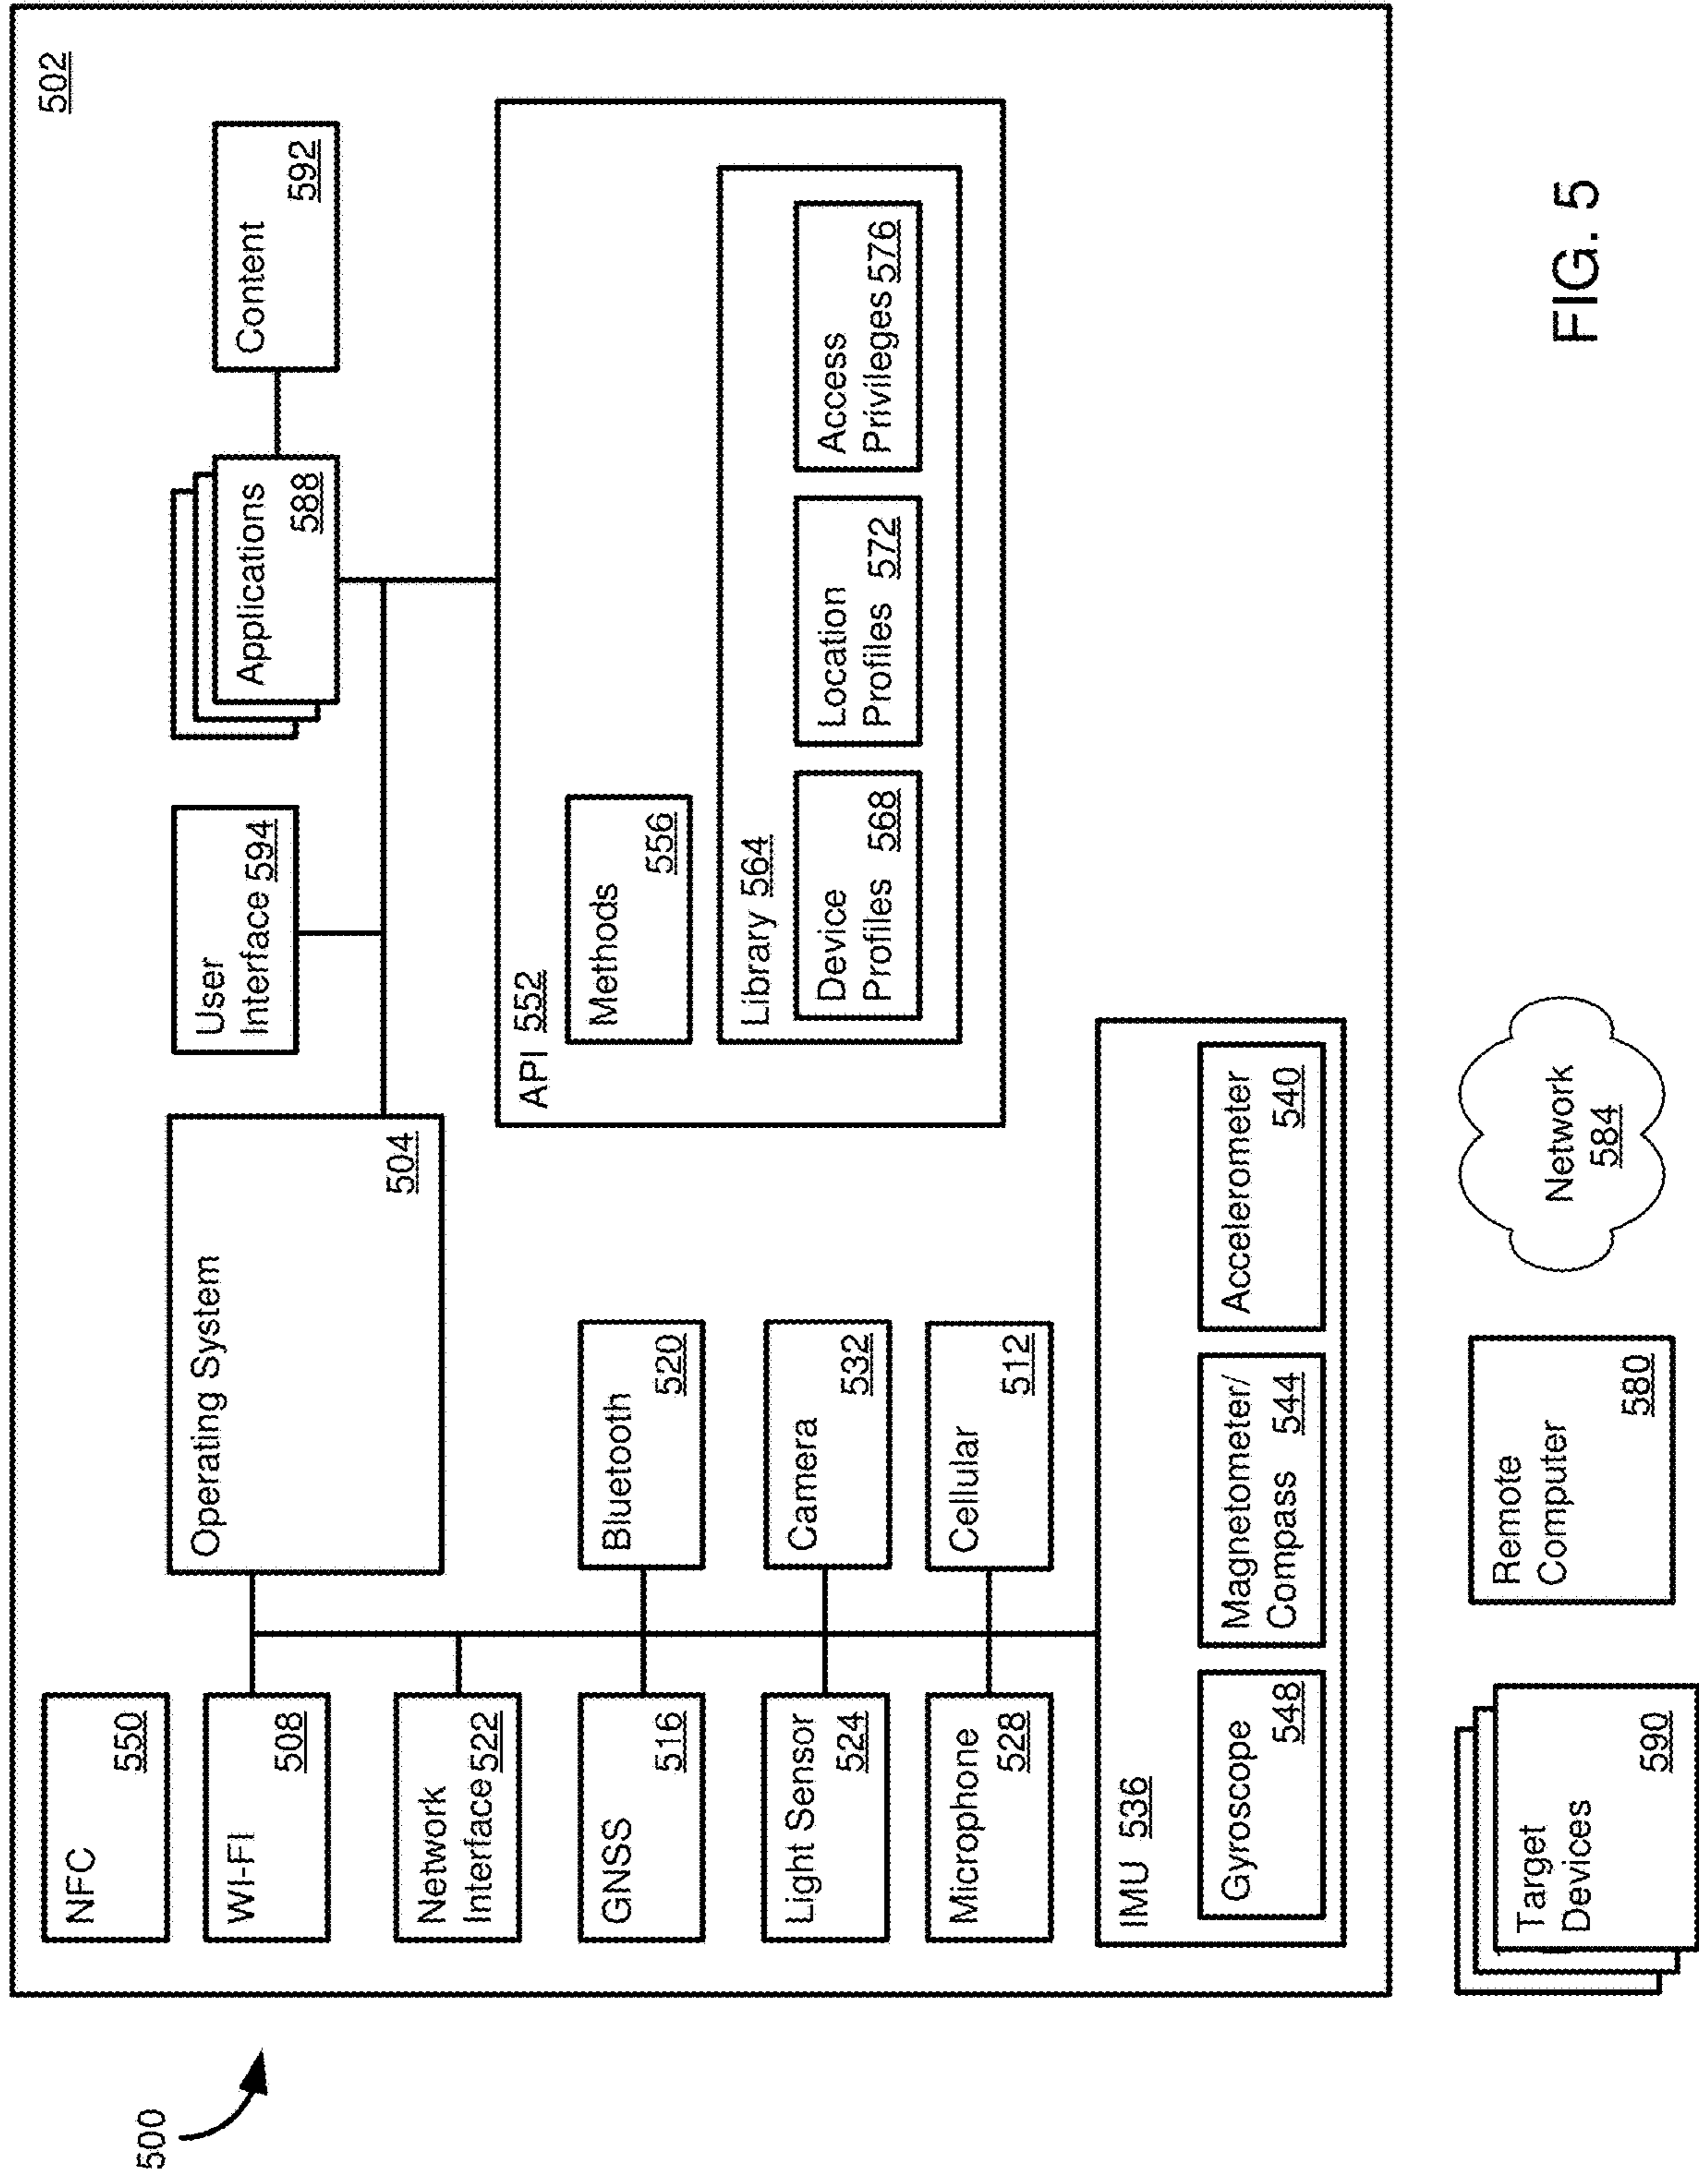 500
502
NFC
550
WI-FI
508
Network
Interface 522
GNSS
516
Light Sensor
524
Microphone
528
Operating System
504
Bluetooth
520
Camera
532
Cellular
512
IMU 536
Gyroscope
548
Magnetometer/
Compass 544
Accelerometer
540
User
Interface 594
Applications
588
Content
592
API 552
Methods
556
Library 564
Device
Profiles 568
Location
Profiles 572
Access
Privileges 576
Target
Devices
590
Remote
Computer
580
Network
584
FIG. 5